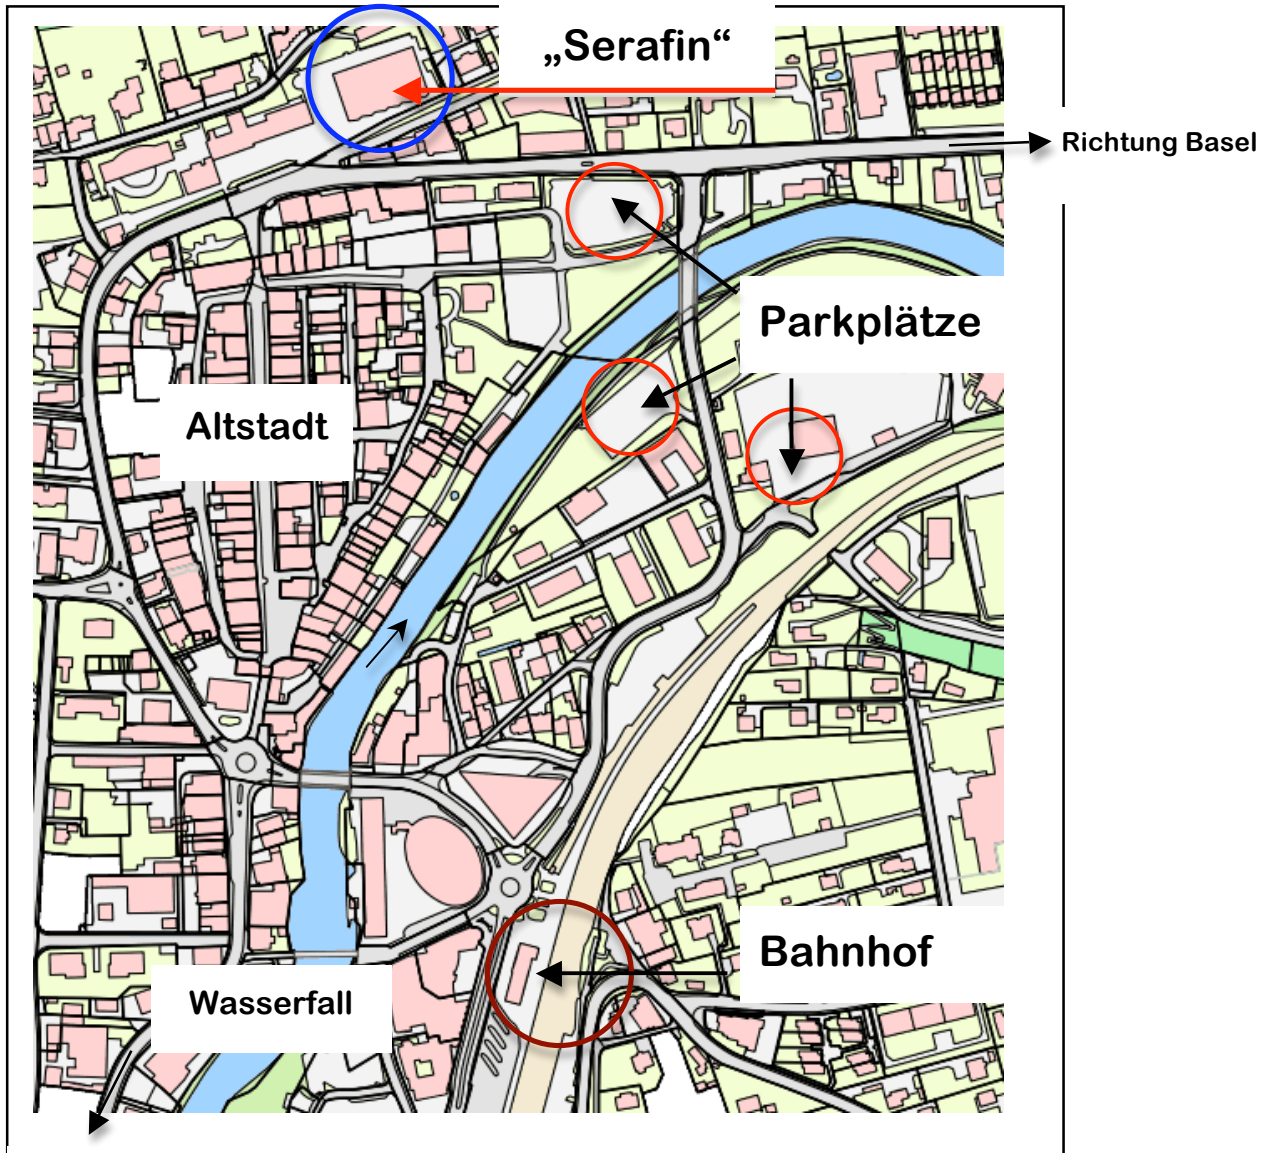 „Serafin“
Richtung Basel
Parkplätze
Altstadt
Bahnhof
Wasserfall